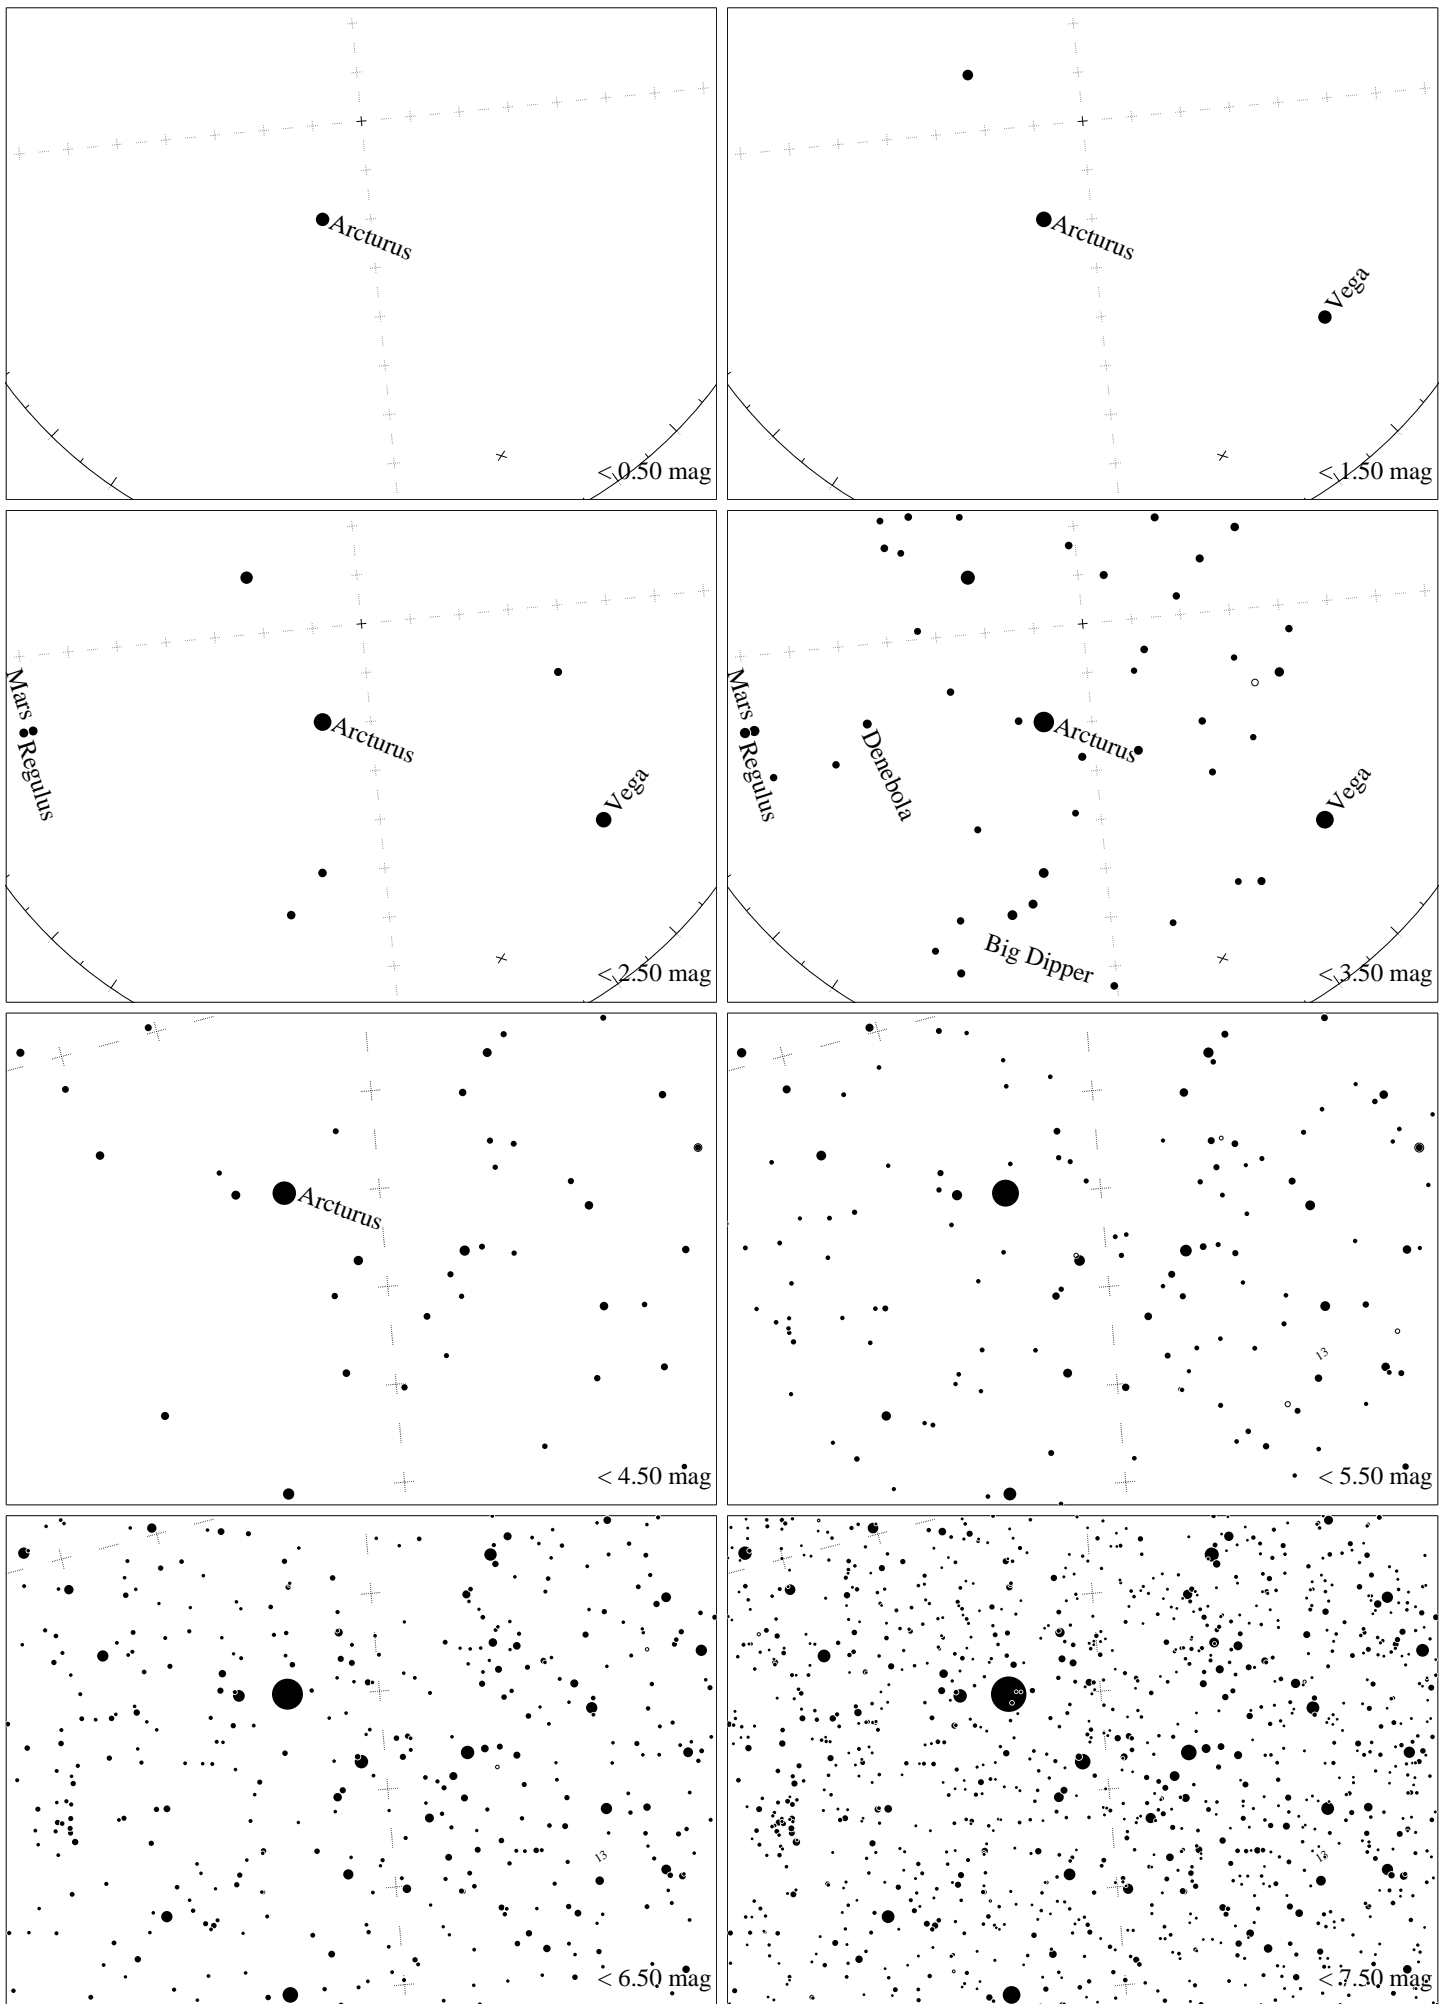 Arcturus
< 0.50 mag
Arcturus
Vega
< 1.50 mag
Mars
Regulus
Arcturus
Vega
< 2.50 mag
Mars
Regulus
Denebola
Arcturus
Vega
Big Dipper
< 3.50 mag
Arcturus
< 4.50 mag
13
< 5.50 mag
13
< 6.50 mag
13
< 7.50 mag